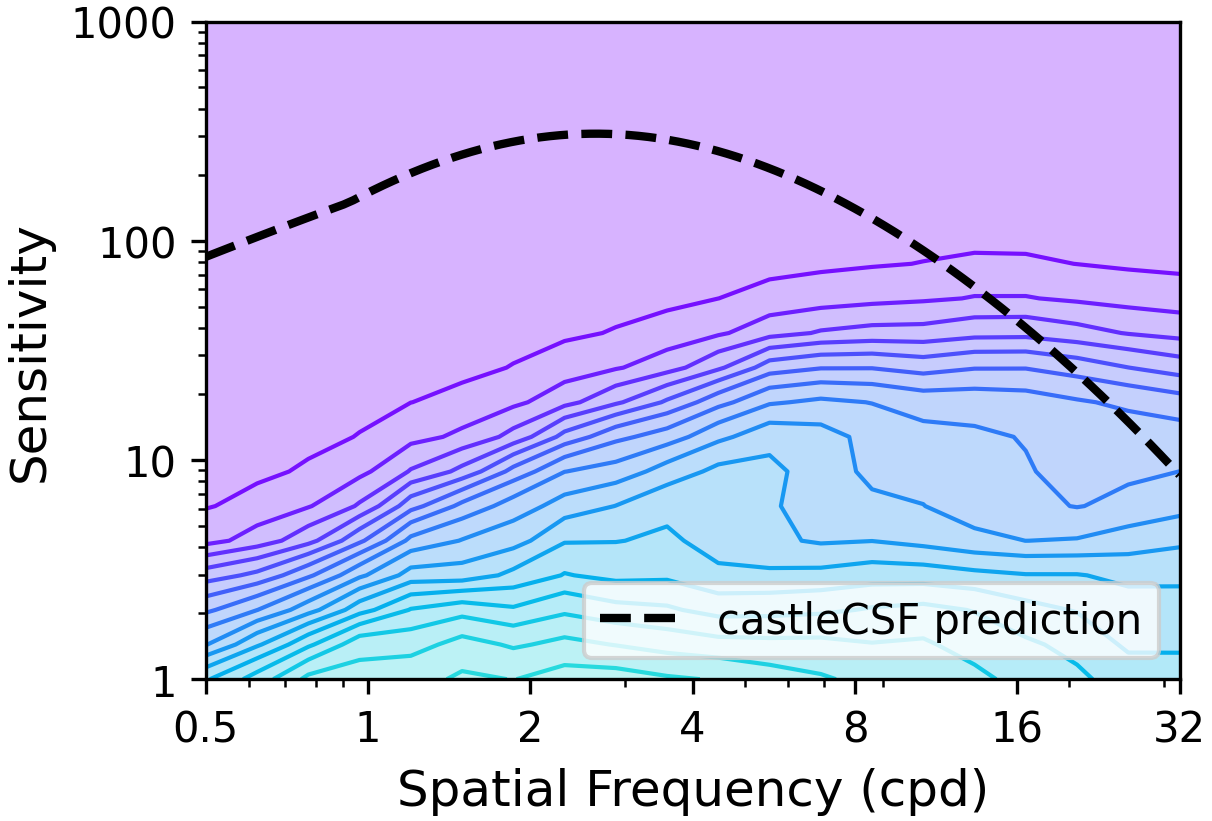 1000
100
10
1
Sensitivity
castleCSF prediction
0.5 1 2 4 8 16 32
Spatial Frequency (cpd)